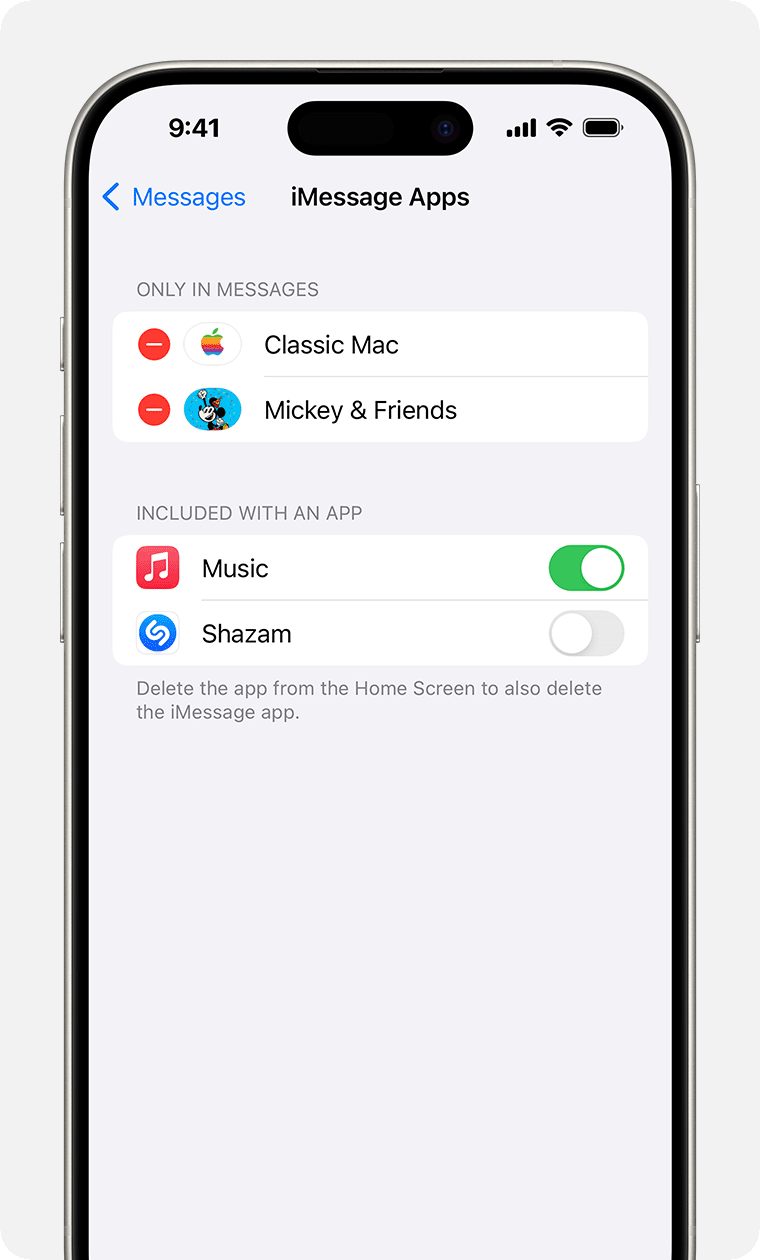 9:41
Messages
iMessage Apps
ONLY IN MESSAGES
Classic Mac
Mickey & Friends
INCLUDED WITH AN APP
Music
Shazam
Delete the app from the Home Screen to also delete
the iMessage app.